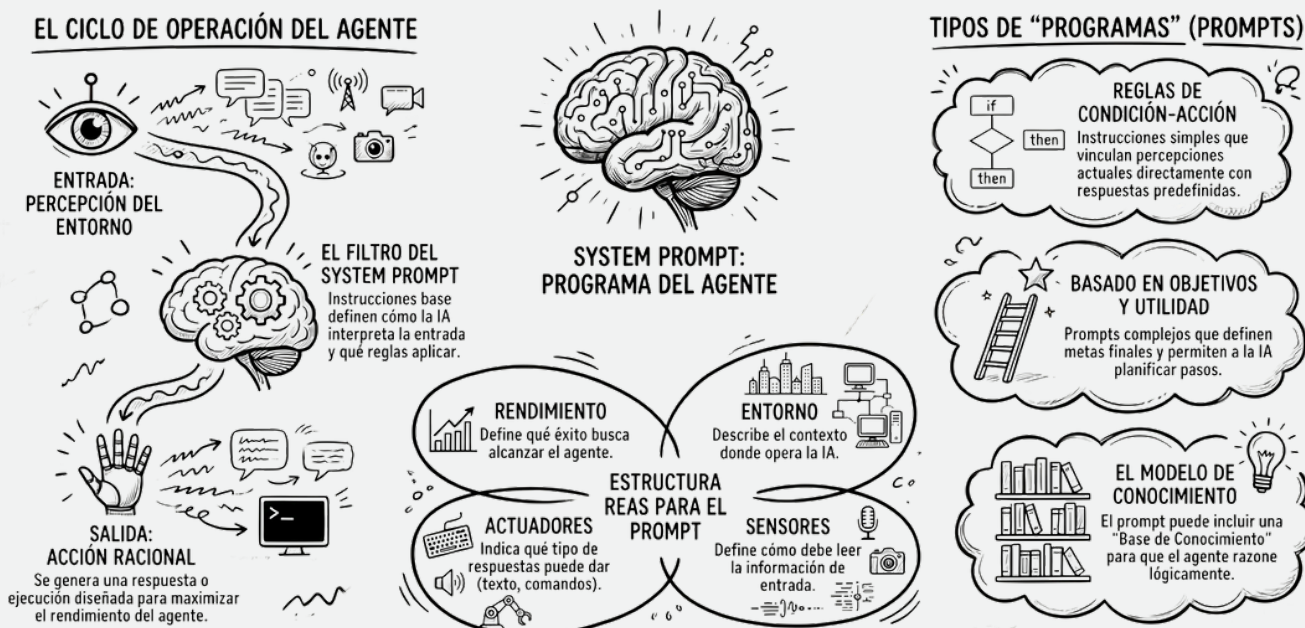 EL CICLO DE OPERACIÓN DEL AGENTE
ENTRADA:
PERCEPCIÓN DEL
ENTORNO
EL FILTRO DEL
SYSTEM PROMPT
Instrucciones base
definen cómo la IA
interpreta la entrada
y qué reglas aplicar.
>_
SALIDA:
ACCIÓN RACIONAL
Se genera una respuesta o
ejecución diseñada para maximizar
el rendimiento del agente.
SYSTEM PROMPT:
PROGRAMA DEL AGENTE
RENDIMIENTO
Define qué éxito busca
alcanzar el agente.
ENTORNO
Describe el contexto
donde opera la IA.
ESTRUCTURA
REAS PARA EL
PROMPT
ACTUADORES
Indica qué tipo de
respuestas puede dar
(texto, comandos).
SENSORES
Define cómo debe leer
la información de
entrada.
TIPOS DE “PROGRAMAS” (PROMPTS)
if
then
then
REGLAS DE
CONDICIÓN-ACCIÓN
Instrucciones simples que
vinculan percepciones
actuales directamente con
respuestas predefinidas.
BASADO EN OBJETIVOS
Y UTILIDAD
Prompts complejos que definen
metas finales y permiten a la IA
planificar pasos.
EL MODELO DE
CONOCIMIENTO
El prompt puede incluir una
"Base de Conocimiento"
para que el agente razone
lógicamente.